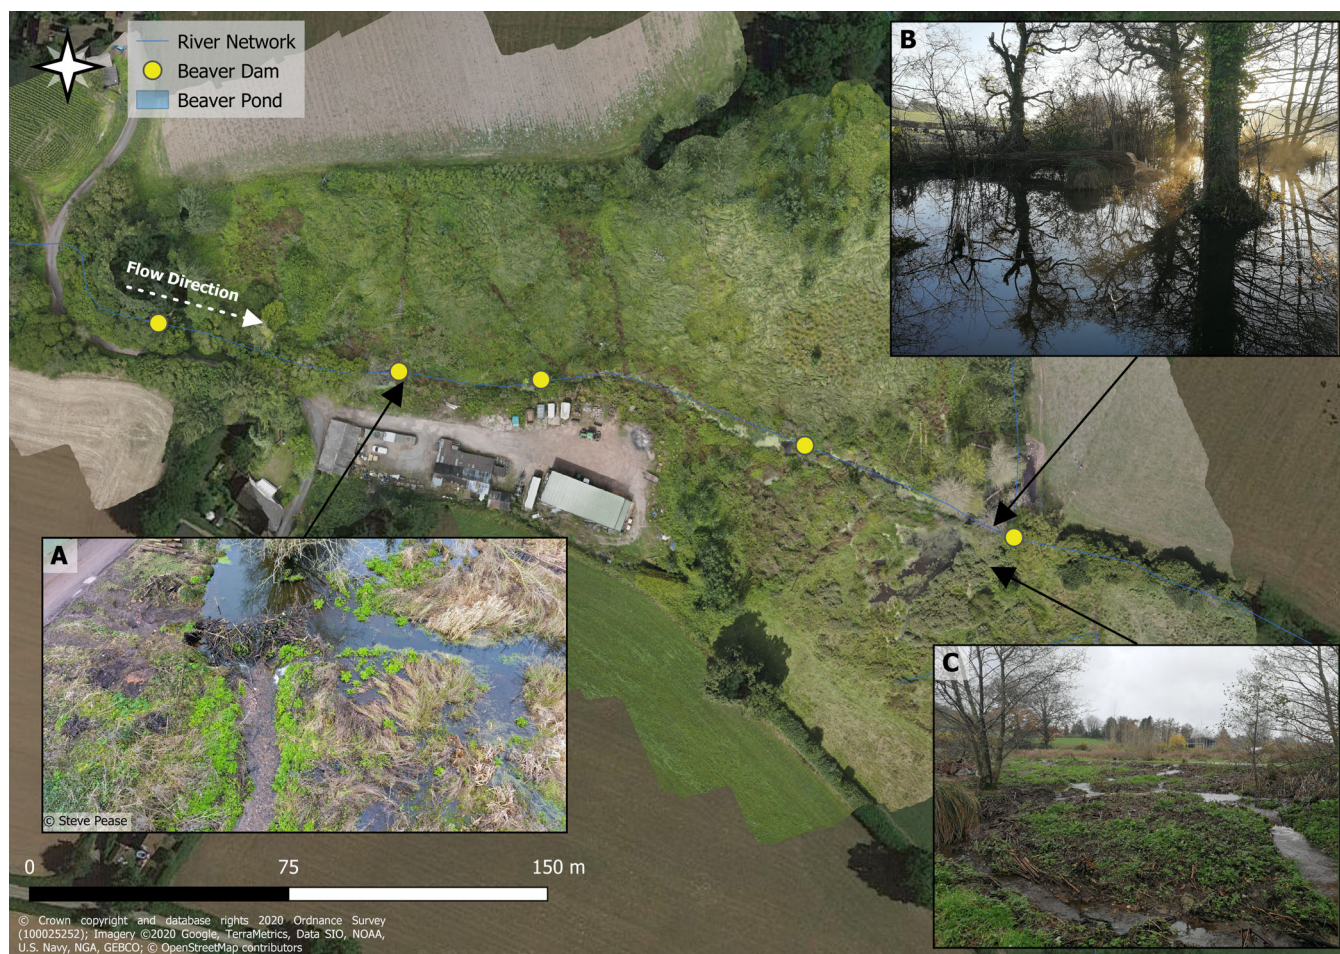 River Network
Beaver Dam
Beaver Pond
B
Flow Direction
A
© Steve Pease
C
0 75 150 m
© Crown copyright and database rights 2020 Ordnance Survey
(100025252); Imagery ©2020 Google, TerraMetrics, Data SIO, NOAA,
U.S. Navy, NGA, GEBCO; © OpenStreetMap contributors